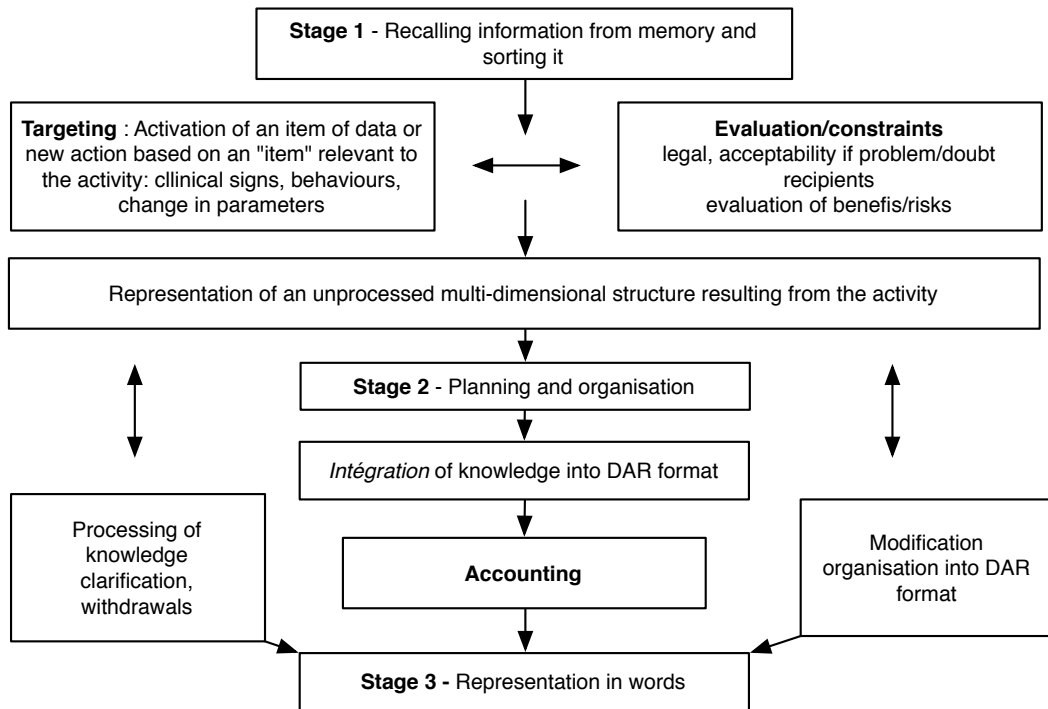 Stage 1 - Recalling information from memory and
sorting it
Targeting : Activation of an item of data or
new action based on an "item" relevant to
the activity: cllinical signs, behaviours,
change in parameters
Evaluation/constraints
legal, acceptability if problem/doubt
recipients
evaluation of benefis/risks
Representation of an unprocessed multi-dimensional structure resulting from the activity
Stage 2 - Planning and organisation
Intégration of knowledge into DAR format
Processing of
knowledge
clarification,
withdrawals
Accounting
Modification
organisation into DAR
format
Stage 3 - Representation in words